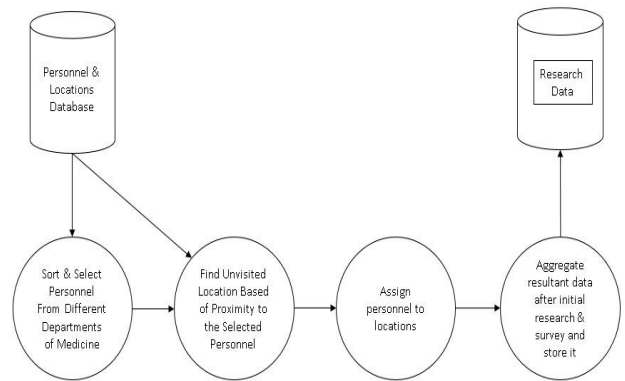 Personnel &
Locations
Database
Research
Data
Sort & Select
Personnel
From Different
Departments
of Medicine
Find Unvisited
Location Based
of Proximity to
the Selected
Personnel
Assign
personnel to
locations
Aggregate
resultant data
after initial
research &
survey and
store it